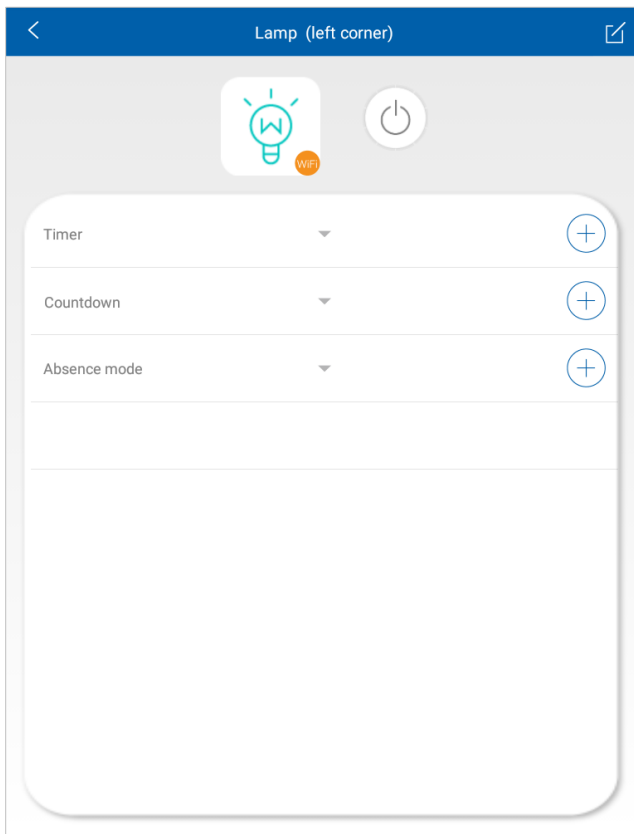 Lamp (left corner)
WiFi
Timer
Countdown
Absence mode